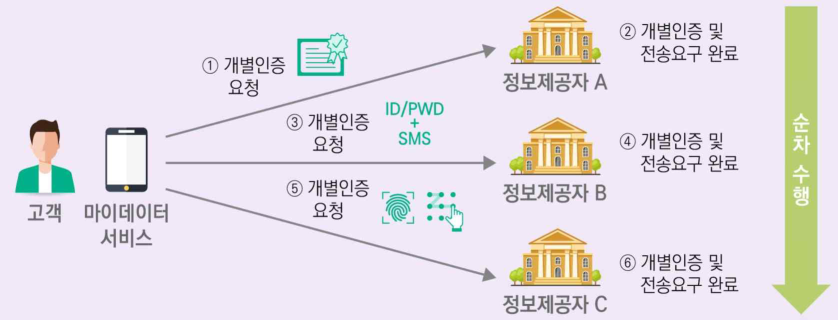 ① 개별인증
요청
정보제공자 A
② 개별인증 및
전송요구 완료
③ 개별인증
요청
ID/PWD
+
SMS
정보제공자 B
④ 개별인증 및
전송요구 완료
고객
마이데이터
서비스
⑤ 개별인증
요청
정보제공자 C
⑥ 개별인증 및
전송요구 완료
순차 수행